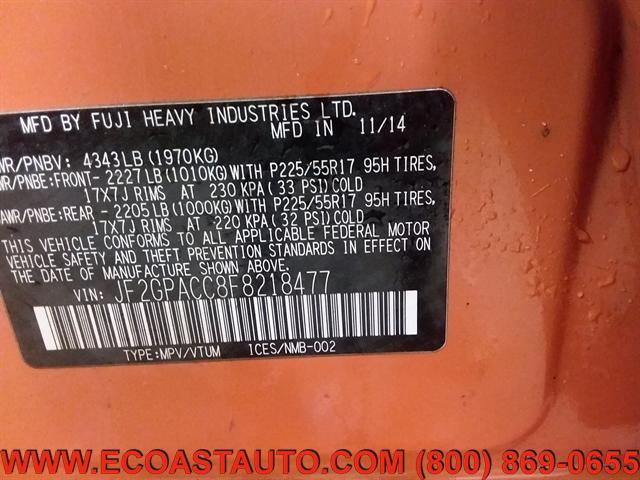 MFD BY FUJI HEAVY INDUSTRIES LTD.
MFD IN 11/14
WR/PNBV: 4343LB(1970KG)
WR/PNBE:FRONT- 2227LB(1010KG)WITH P225/55R17 95H TIRES,
17X7J RIMS AT 230 KPA(33 PSI)COLD
AWR/PNBE:REAR - 2205LB(1000KG)WITH P225/55R17 95H TIRES,
17X7J RIMS AT 220 KPA(32 PSI)COLD
THIS VEHICLE CONFORMS TO ALL APPLICABLE FEDERAL MOTOR
VEHICLE SAFETY AND THEFT PREVENTION STANDARDS IN EFFECT ON
THE DATE OF MANUFACTURE SHOWN ABOVE.
VIN: JF2GPACC8F8218477
TYPE:MPV/VTUM ICES/NMB-002
WWW.ECOASTAUTO.COM (800) 869-0655